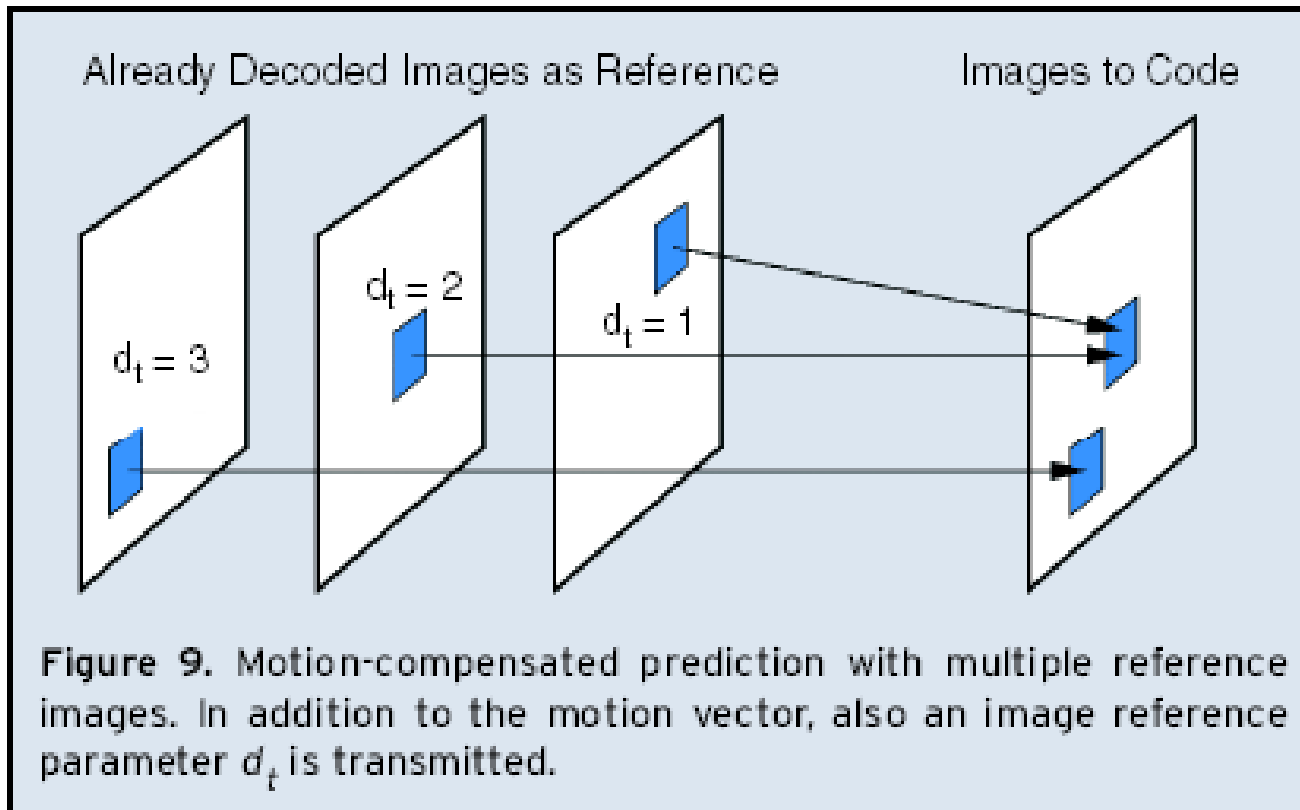 Already Decoded Images as Reference
Images to Code
d_t = 2
d_t = 1
d_t = 3
Figure 9. Motion-compensated prediction with multiple reference
images. In addition to the motion vector, also an image reference
parameter d_t is transmitted.